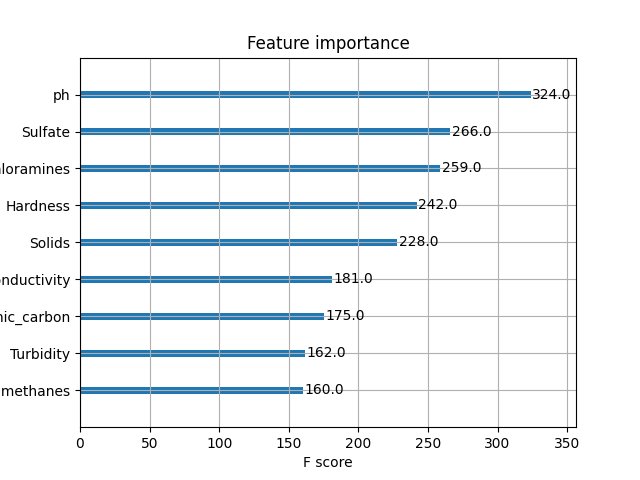 Feature importance
ph
324.0
Sulfate
266.0
loramines
259.0
Hardness
242.0
Solids
228.0
onductivity
181.0
nic_carbon
175.0
Turbidity
162.0
methanes
160.0
0 50 100 150 200 250 300 350
F score